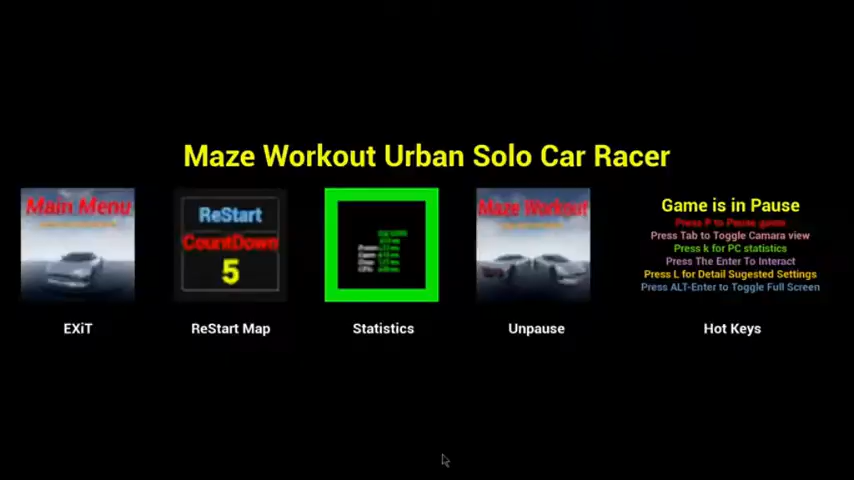 Maze Workout Urban Solo Car Racer
Main Menu
ReStart
CountDown
5
Maze Workout
Game is in Pause
Press P to Pause game
Press Tab to Toggle Camara view
Press k for PC statistics
Press The Enter To Interact
Press L for Detail Sugested Settings
Press ALT-Enter to Toggle Full Screen
EXiT
ReStart Map
Statistics
Unpause
Hot Keys